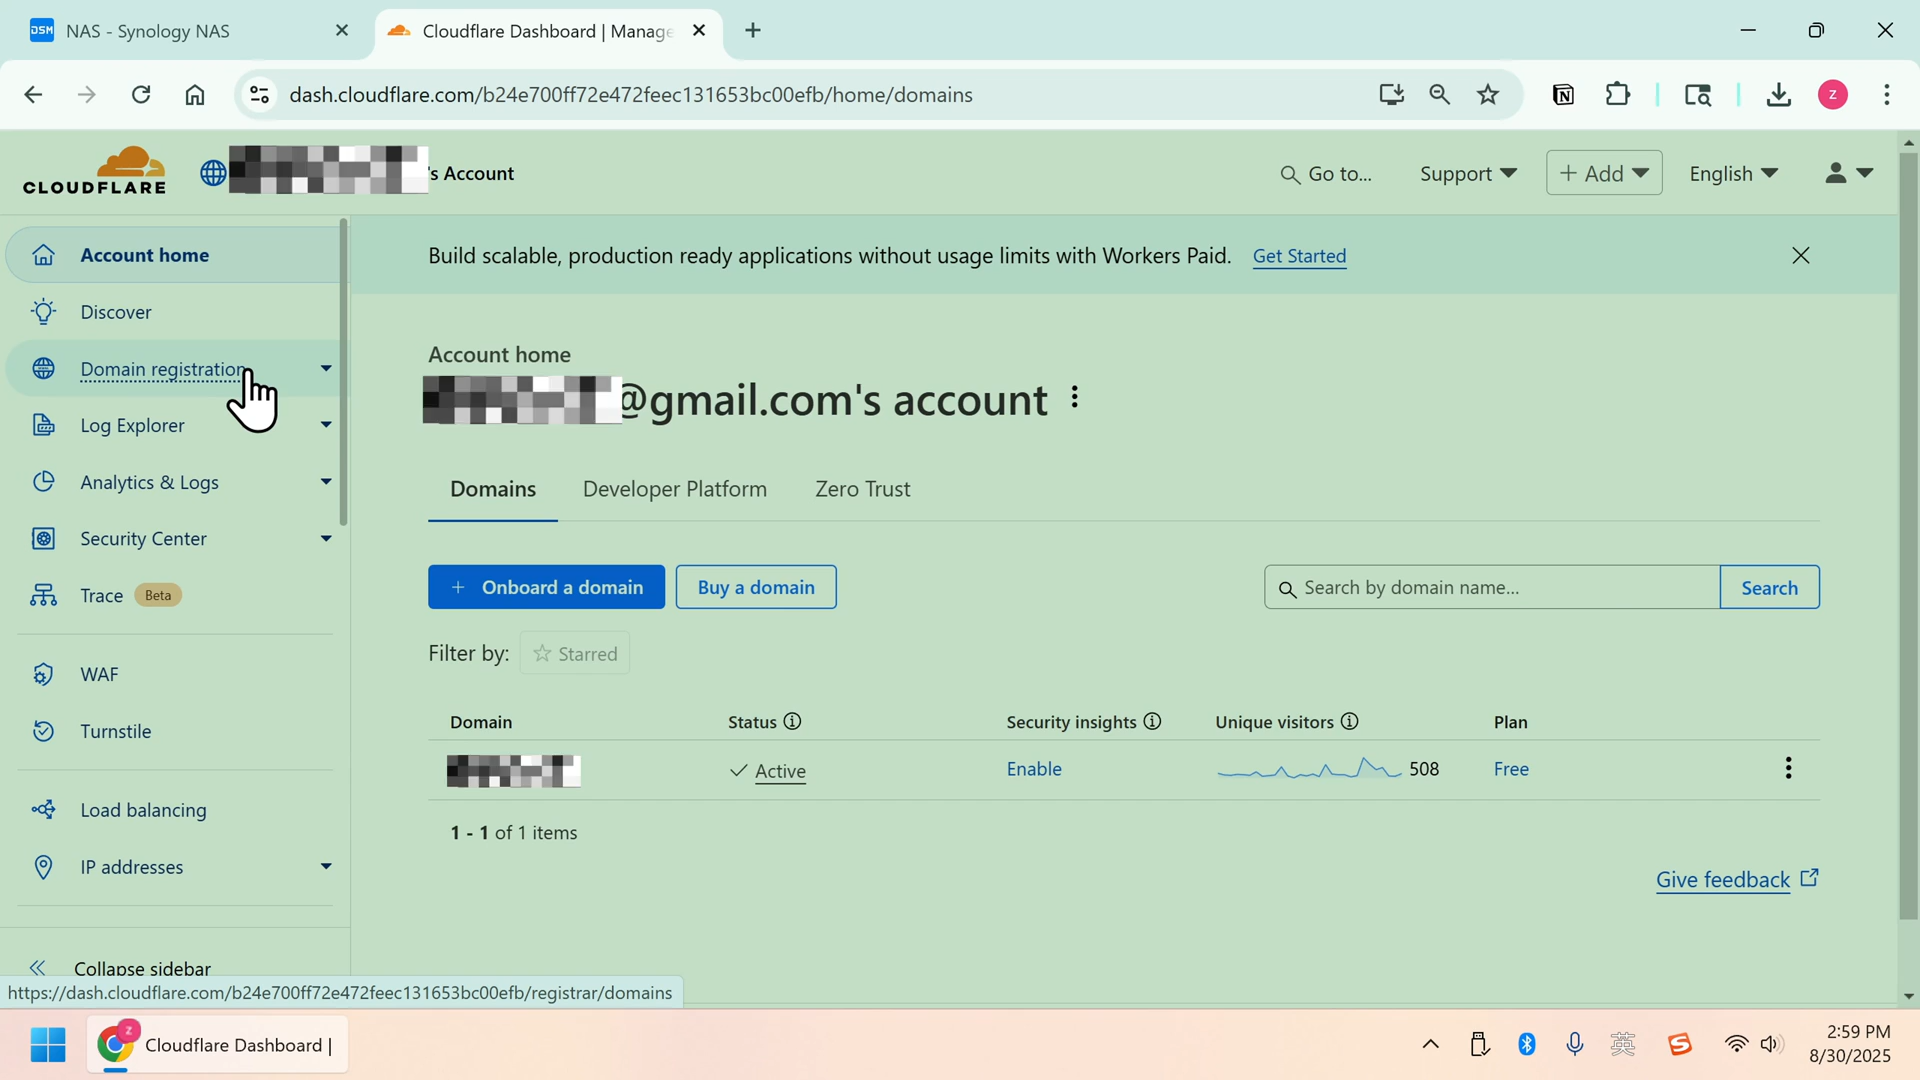 NAS - Synology NAS
Cloudflare Dashboard | Manage
dash.cloudflare.com/b24e700ff72e472feec131653bc00efb/home/domains
z
CLOUDFLARE
's Account
Go to...
Support
+ Add
English
Account home
Discover
Domain registration
Log Explorer
Analytics & Logs
Security Center
Trace Beta
WAF
Turnstile
Load balancing
IP addresses
Collapse sidebar
Build scalable, production ready applications without usage limits with Workers Paid. Get Started
Account home
@gmail.com's account
Domains Developer Platform Zero Trust
+ Onboard a domain
Buy a domain
Search by domain name...
Search
Filter by: Starred
Domain Status Security insights Unique visitors Plan
Active Enable 508 Free
1 - 1 of 1 items
Give feedback
https://dash.cloudflare.com/b24e700ff72e472feec131653bc00efb/registrar/domains
Cloudflare Dashboard |
英
2:59 PM
8/30/2025